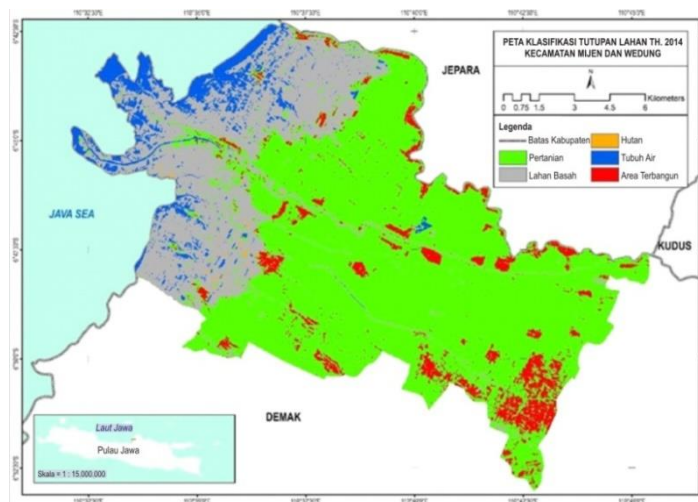 PETA KLASIFIKASI TUTUPAN LAHAN TH. 2014
KECAMATAN MIJEN DAN WEDUNG
N
0 0.75 1.5 3 4.5 6 Kilometers
Legenda
Batas Kabupaten
Hutan
Pertanian
Tubuh Air
Lahan Basah
Area Terbangun
JEPARA
JAVA SEA
KUDUS
DEMAK
Laut Jawa
Pulau Jawa
Skala = 1 : 15.000.000